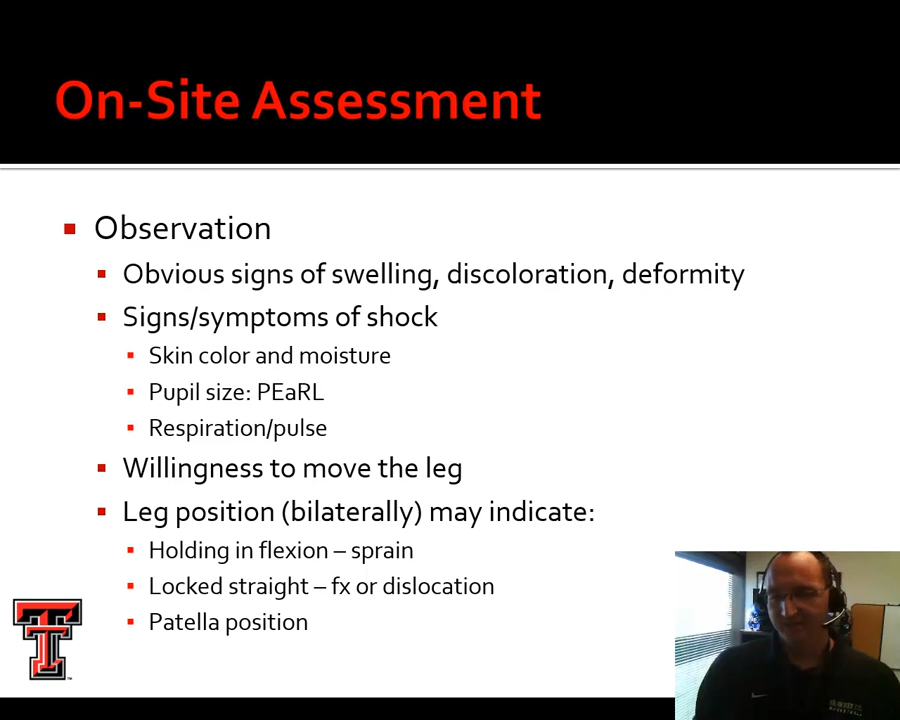 On-Site Assessment
Observation
Obvious signs of swelling, discoloration, deformity
Signs/symptoms of shock
Skin color and moisture
Pupil size: PEaRL
Respiration/pulse
Willingness to move the leg
Leg position (bilaterally) may indicate:
Holding in flexion – sprain
Locked straight – fx or dislocation
Patella position